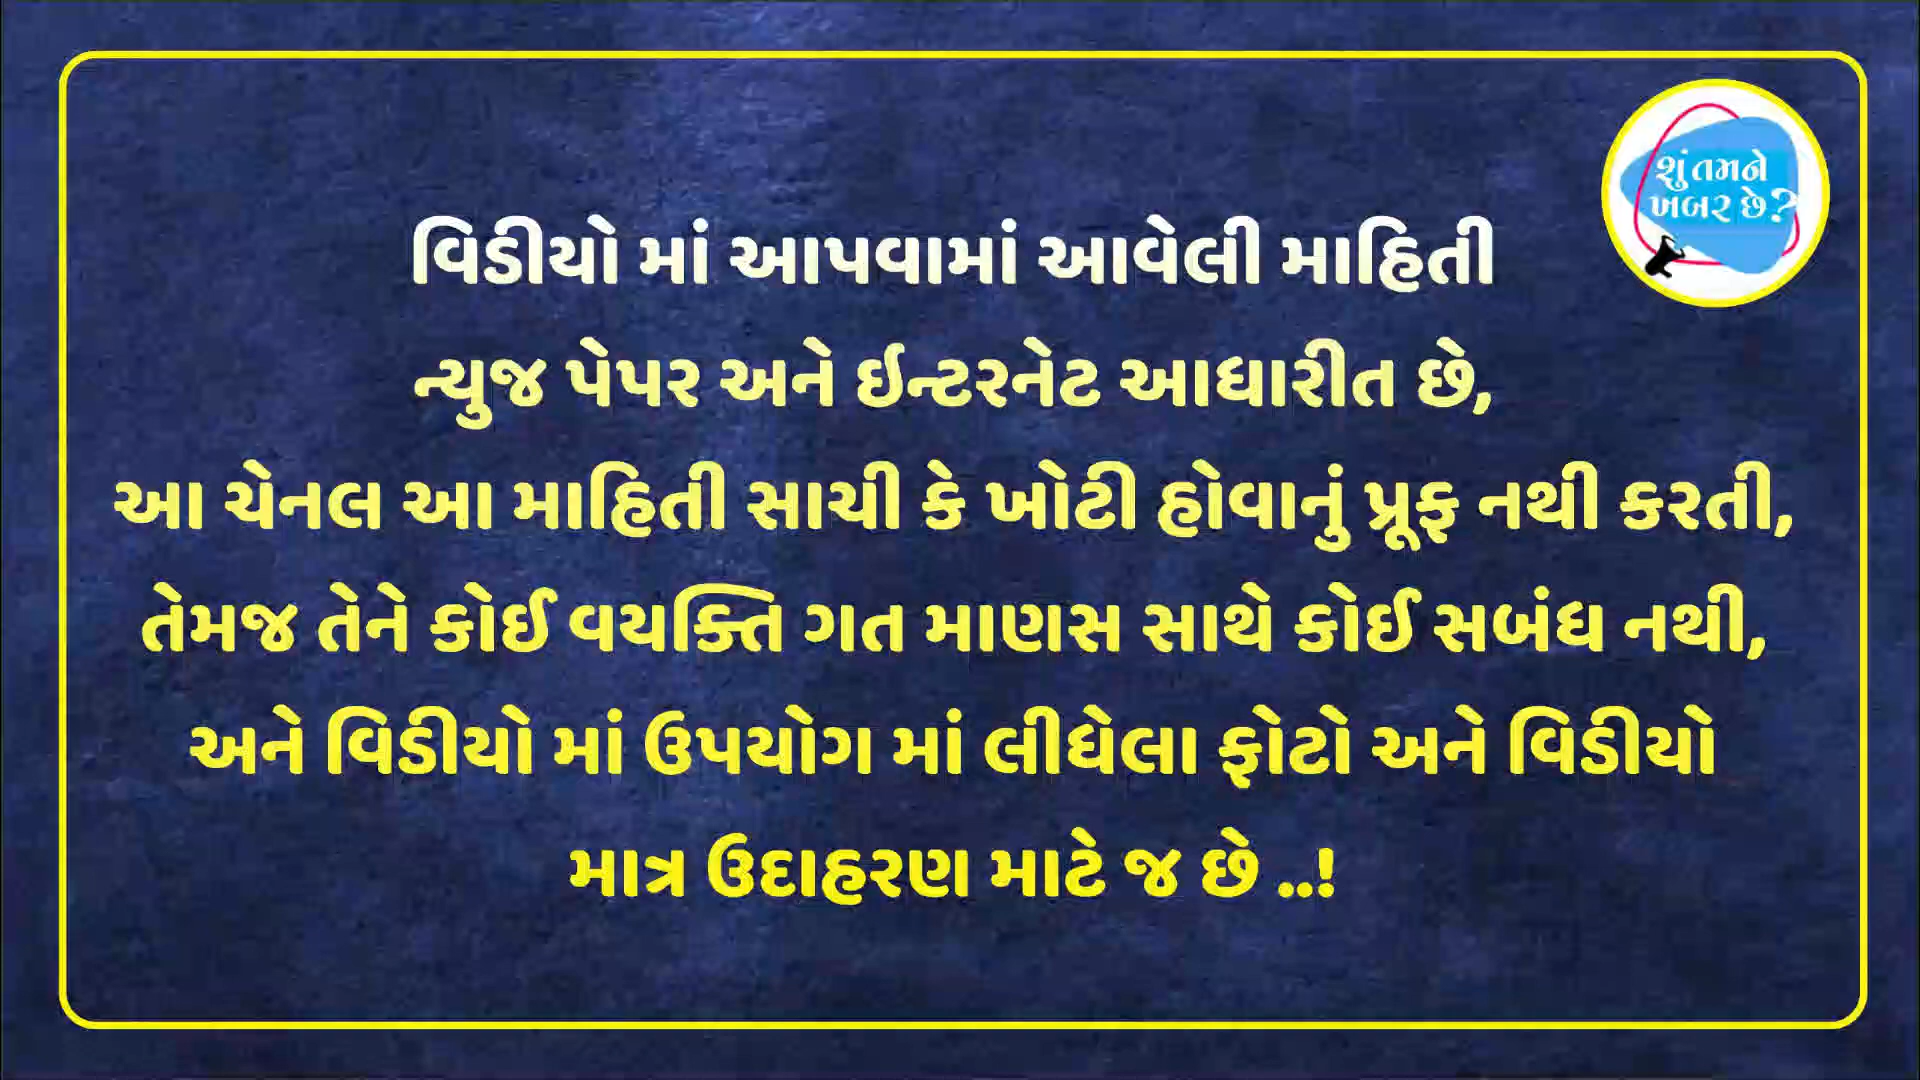 શું તમને
ખબર છે?
વિડીયો માં આપવામાં આવેલી માહિતી
ન્યુજ પેપર અને ઇન્ટરનેટ આધારીત છે,
આ ચેનલ આ માહિતી સાચી કે ખોટી હોવાનું પ્રૂફ નથી કરતી,
તેમજ તેને કોઈ વયક્તિ ગત માણસ સાથે કોઈ સબંધ નથી,
અને વિડીયો માં ઉપયોગ માં લીધેલા ફોટો અને વિડીયો
માત્ર ઉદાહરણ માટે જ છે ..!